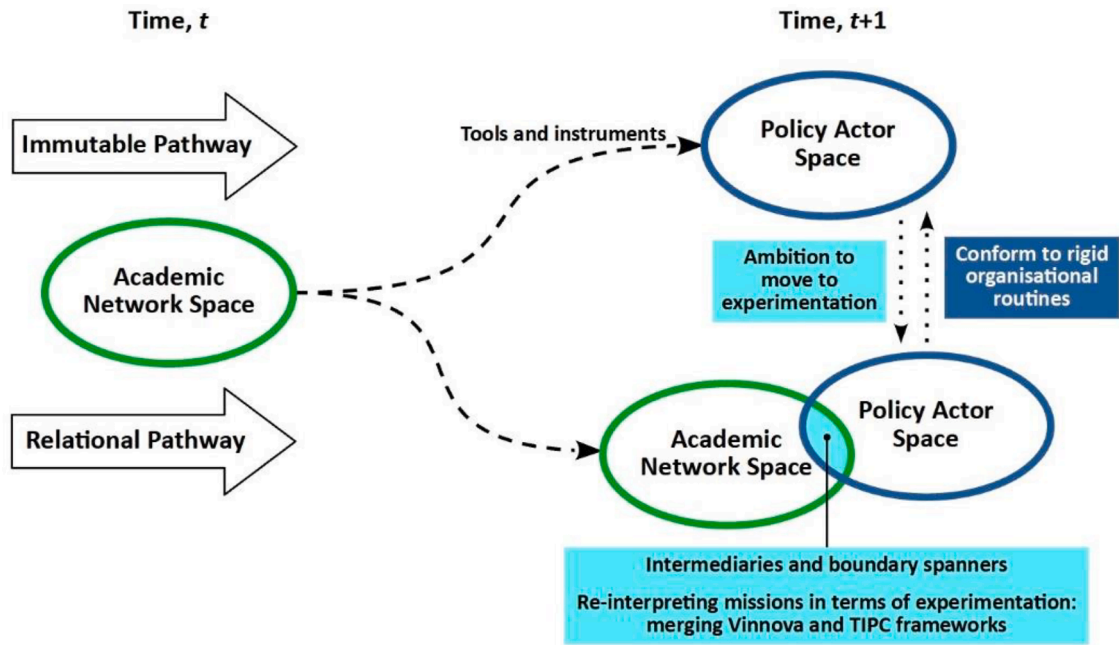 Time, t
Time, t+1
Immutable Pathway
Tools and instruments
Policy Actor
Space
Academic
Network Space
Ambition to
move to
experimentation
Conform to rigid
organisational
routines
Relational Pathway
Academic
Network Space
Policy Actor
Space
Intermediaries and boundary spanners
Re-interpreting missions in terms of experimentation:
merging Vinnova and TIPC frameworks